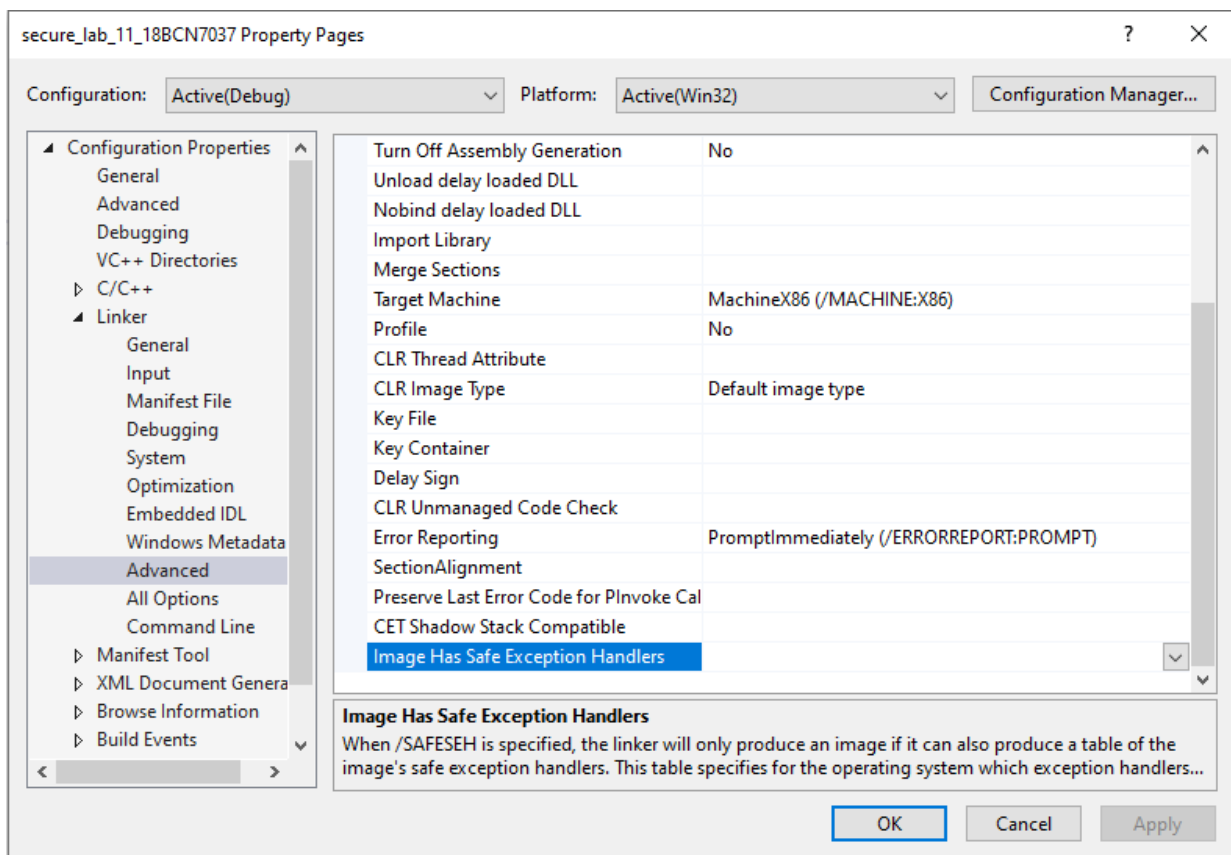 secure_lab_11_18BCN7037 Property Pages ? ×
Configuration: Active(Debug) Platform: Active(Win32) Configuration Manager...
Configuration Properties
General
Advanced
Debugging
VC++ Directories
C/C++
Linker
General
Input
Manifest File
Debugging
System
Optimization
Embedded IDL
Windows Metadata
Advanced
All Options
Command Line
Manifest Tool
XML Document Genera
Browse Information
Build Events
Turn Off Assembly Generation No
Unload delay loaded DLL
Nobind delay loaded DLL
Import Library
Merge Sections
Target Machine MachineX86 (/MACHINE:X86)
Profile No
CLR Thread Attribute
CLR Image Type Default image type
Key File
Key Container
Delay Sign
CLR Unmanaged Code Check
Error Reporting PromptImmediately (/ERRORREPORT:PROMPT)
SectionAlignment
Preserve Last Error Code for PInvoke Cal
CET Shadow Stack Compatible
Image Has Safe Exception Handlers
Image Has Safe Exception Handlers
When /SAFESEH is specified, the linker will only produce an image if it can also produce a table of the
image's safe exception handlers. This table specifies for the operating system which exception handlers...
OK Cancel Apply